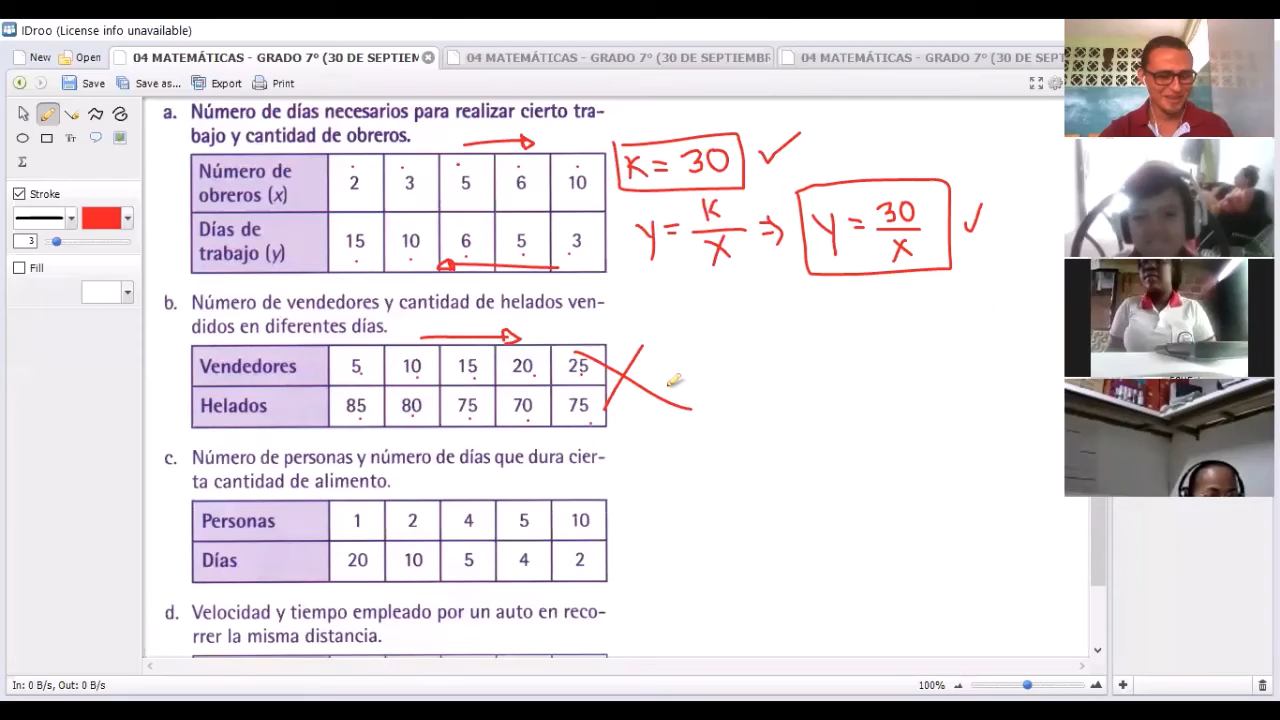 IDroo (License info unavailable)
New Open 04 MATEMÁTICAS - GRADO 7º (30 DE SEPTIEM 04 MATEMÁTICAS - GRADO 7º (30 DE SEPTIEMBR 04 MATEMÁTICAS - GRADO 7º (30 DE SEPT
Save Save as... Export Print
Tr
Σ
Stroke
3
Fill
a. Número de días necesarios para realizar cierto tra-
bajo y cantidad de obreros.
Número de obreros (x) 2 3 5 6 10
Días de trabajo (y) 15 10 6 5 3
K = 30 ✓
y = K/X ⇒ y = 30/X ✓
b. Número de vendedores y cantidad de helados ven-
didos en diferentes días.
Vendedores 5 10 15 20 25
Helados 85 80 75 70 75
c. Número de personas y número de días que dura cier-
ta cantidad de alimento.
Personas 1 2 4 5 10
Días 20 10 5 4 2
d. Velocidad y tiempo empleado por un auto en reco-
rrer la misma distancia.
In: 0 B/s, Out: 0 B/s 100%